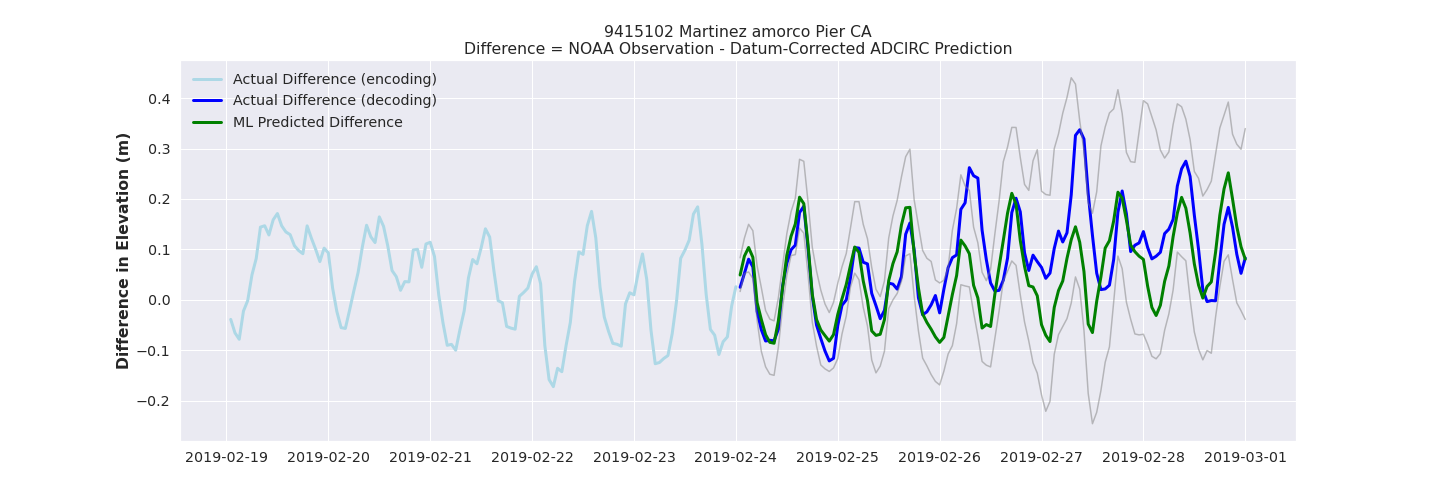 9415102 Martinez amorco Pier CA
Difference = NOAA Observation - Datum-Corrected ADCIRC Prediction
Actual Difference (encoding)
Actual Difference (decoding)
ML Predicted Difference
Difference in Elevation (m)
0.4
0.3
0.2
0.1
0.0
−0.1
−0.2
2019-02-19 2019-02-20 2019-02-21 2019-02-22 2019-02-23 2019-02-24 2019-02-25 2019-02-26 2019-02-27 2019-02-28 2019-03-01